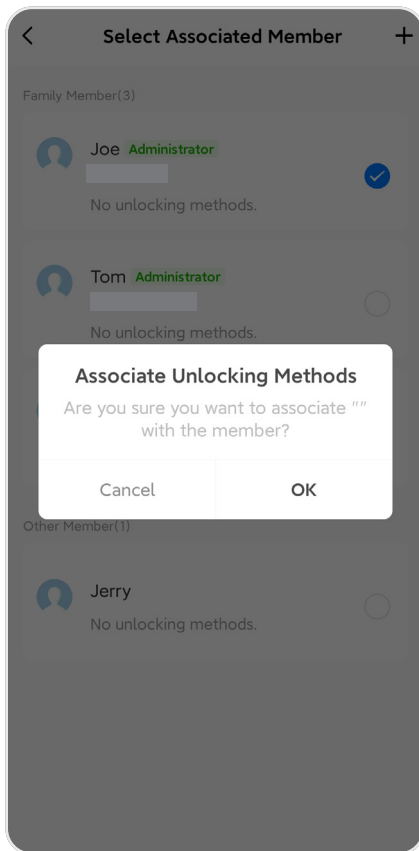 Select Associated Member
Family Member(3)
Joe Administrator
No unlocking methods.
Tom Administrator
No unlocking methods.
Associate Unlocking Methods
Are you sure you want to associate ""
with the member?
Cancel OK
Other Member(1)
Jerry
No unlocking methods.